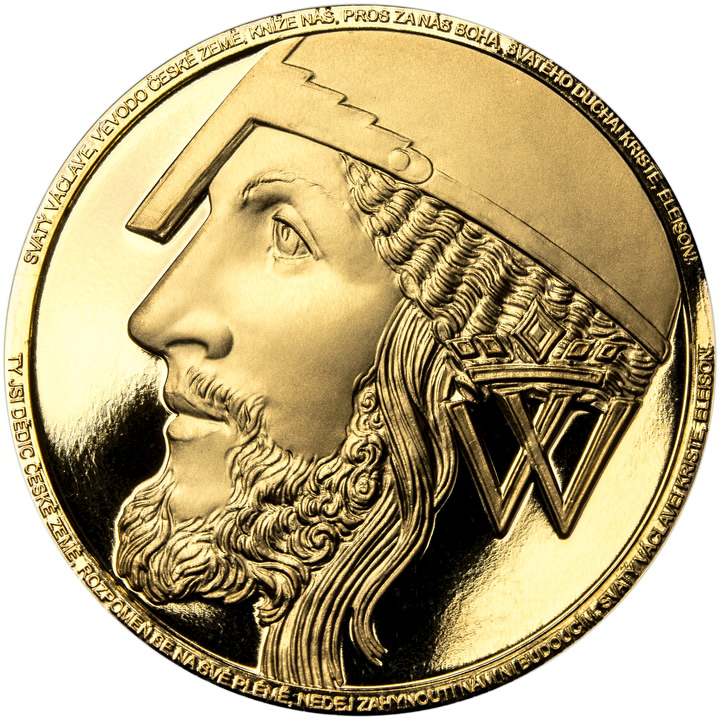 SVATÝ VÁCLAVE, VÉVODO ČESKÉ ZEMĚ, KNÍŽE NÁŠ, PROS ZA NÁS BOHA, SVATÉHO DUCHA! KRISTE, ELEISON!
TY JSI DĚDIC ČESKÉ ZEMĚ, ROZPOMEŇ SE NA SVÉ PLÉMĚ, NEDEJ ZAHYNOUTI NÁM NI BUDOUCÍM, SVATÝ VÁCLAVE! KRISTE, ELEISON!
W